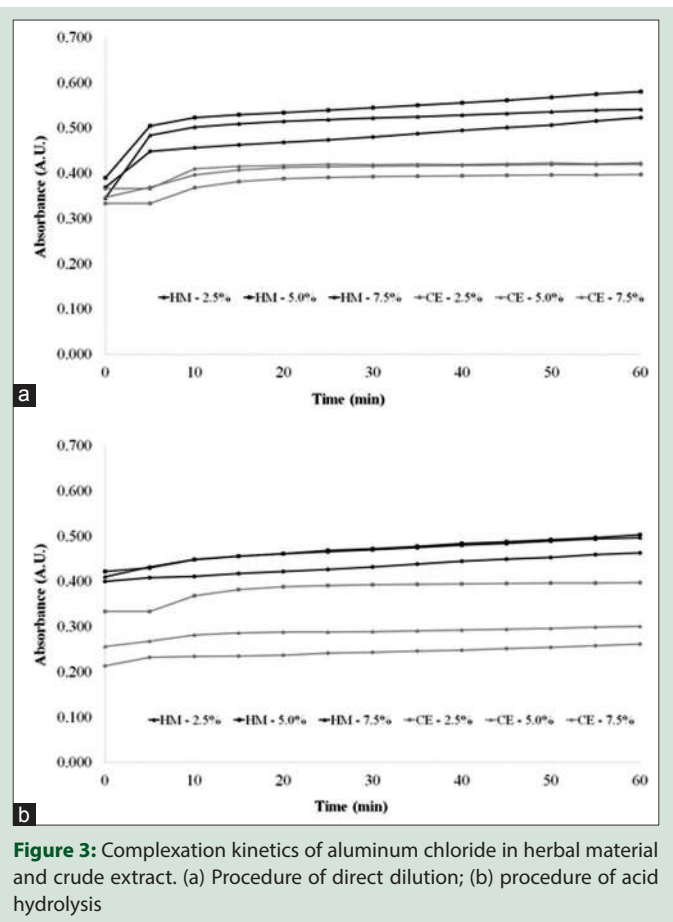 0.700
0.600
0.500
0.400
0.300
0.200
0.100
0.000
Absorbance (A.U.)
HM - 2.5% HM - 5.0% HM - 7.5% CE - 2.5% CE - 5.0% CE - 7.5%
0 10 20 30 40 50 60
Time (min)
a
0.700
0.600
0.500
0.400
0.300
0.200
0.100
0.000
Absorbance (A.U.)
HM - 2.5% HM - 5.0% HM - 7.5% CE - 2.5% CE - 5.0% CE - 7.5%
0 10 20 30 40 50 60
Time (min)
b
Figure 3: Complexation kinetics of aluminum chloride in herbal material
and crude extract. (a) Procedure of direct dilution; (b) procedure of acid
hydrolysis